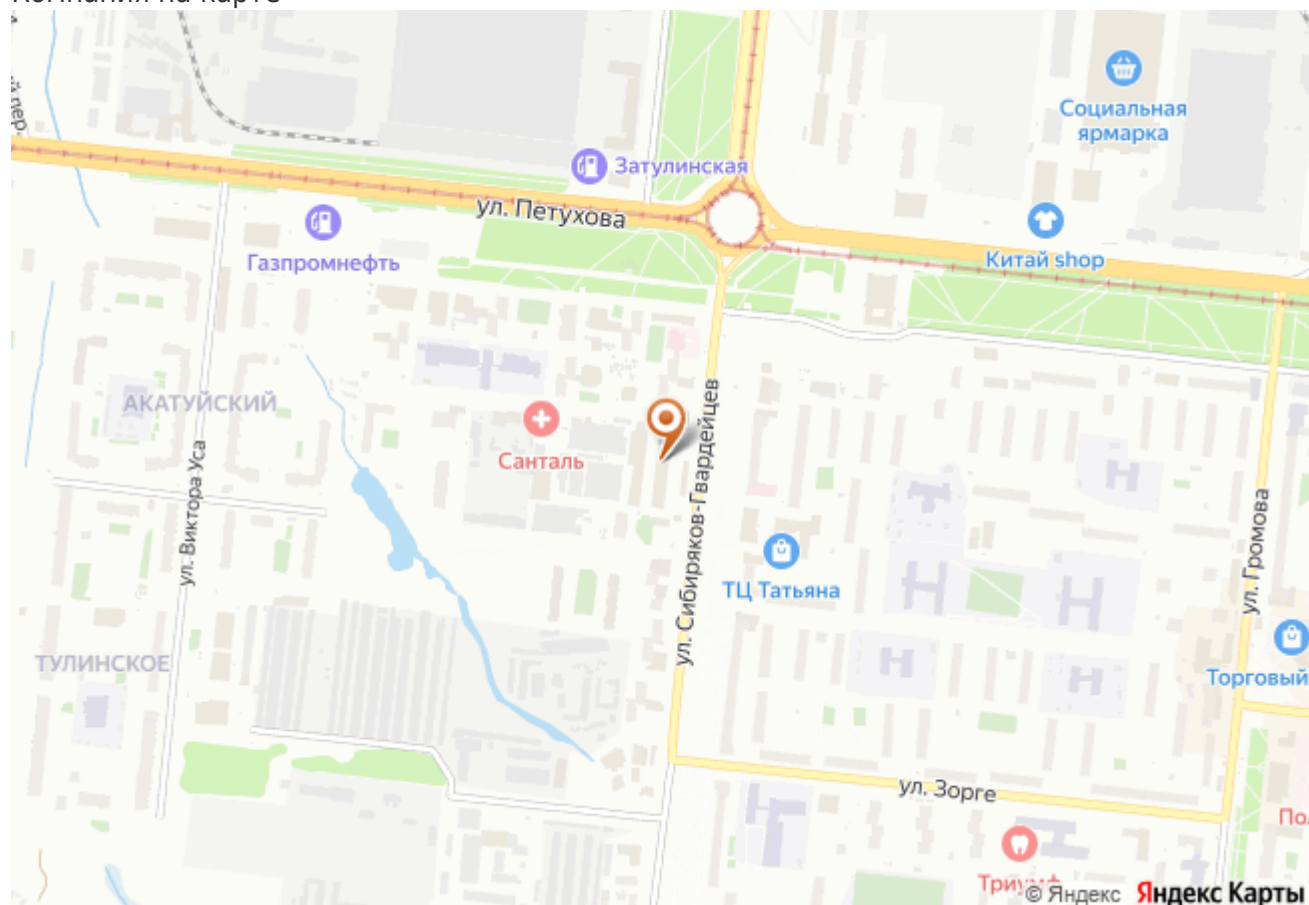 Социальная
ярмарка
Затулинская
ул. Петухова
Газпромнефть
Китай shop
АКАТУЙСКИЙ
Санталь
ул. Сибиряков-Гвардейцев
ул. Виктора Уса
ТЦ Татьяна
ул. Громова
ТУЛИНСКОЕ
Торговый
ул. Зорге
© Яндекс Яндекс Карты